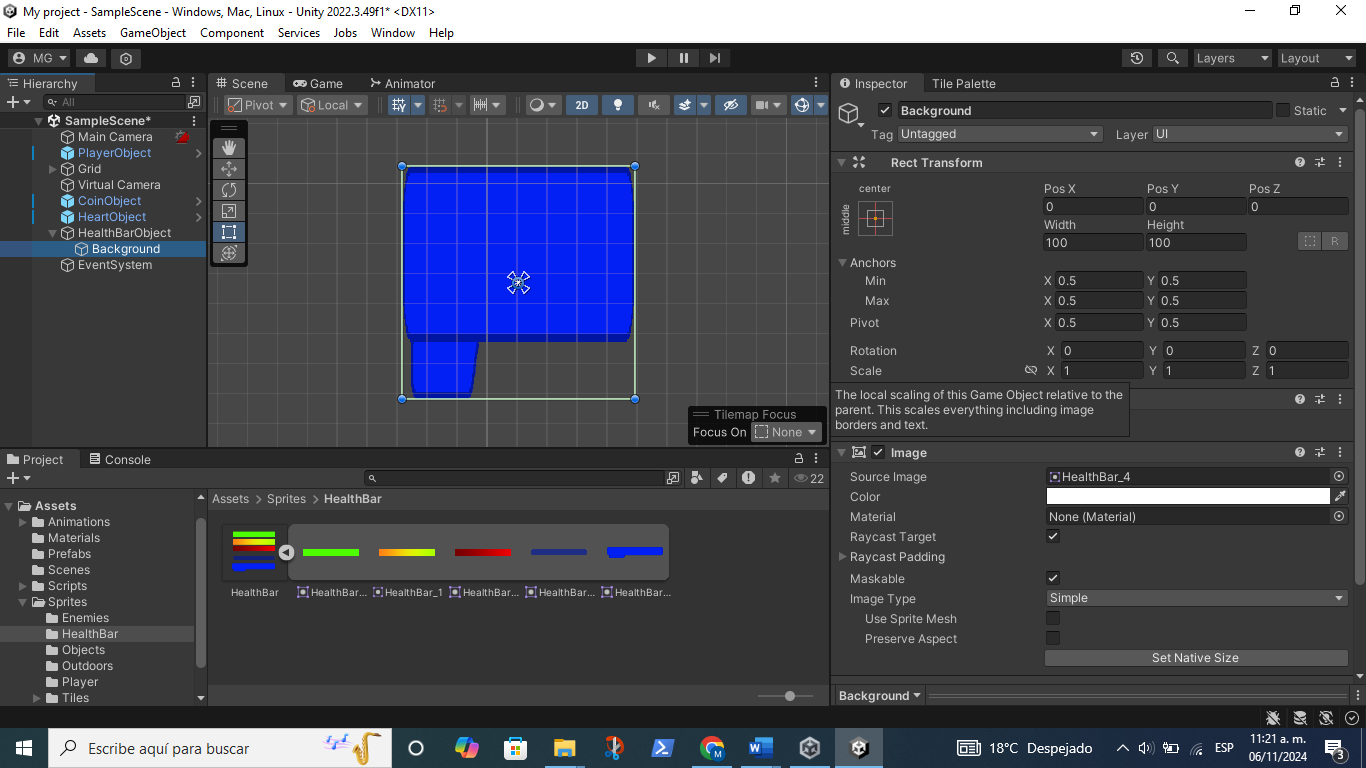 My project - SampleScene - Windows, Mac, Linux - Unity 2022.3.49f1* <DX11>
File Edit Assets GameObject Component Services Jobs Window Help
MG Layers Layout
Hierarchy
All
SampleScene*
Main Camera
PlayerObject
Grid
Virtual Camera
CoinObject
HeartObject
HealthBarObject
Background
EventSystem
Scene Game Animator
Pivot Local 2D
Tilemap Focus
Focus On None
Inspector Tile Palette
Background Static
Tag Untagged Layer UI
Rect Transform
center
middle
Pos X Pos Y Pos Z
0 0 0
Width Height
100 100
R
Anchors
Min X 0.5 Y 0.5
Max X 0.5 Y 0.5
Pivot X 0.5 Y 0.5
Rotation X 0 Y 0 Z 0
Scale X 1 Y 1 Z 1
The local scaling of this Game Object relative to the
parent. This scales everything including image
borders and text.
Image
Source Image HealthBar_4
Color
Material None (Material)
Raycast Target
Raycast Padding
Maskable
Image Type Simple
Use Sprite Mesh
Preserve Aspect
Set Native Size
Background
Project Console
22
Assets
Animations
Materials
Prefabs
Scenes
Scripts
Sprites
Enemies
HealthBar
Objects
Outdoors
Player
Tiles
Assets > Sprites > HealthBar
HealthBar HealthBar... HealthBar_1 HealthBar... HealthBar... HealthBar...
Escribe aquí para buscar
18°C Despejado
ESP
11:21 a. m.
06/11/2024
3